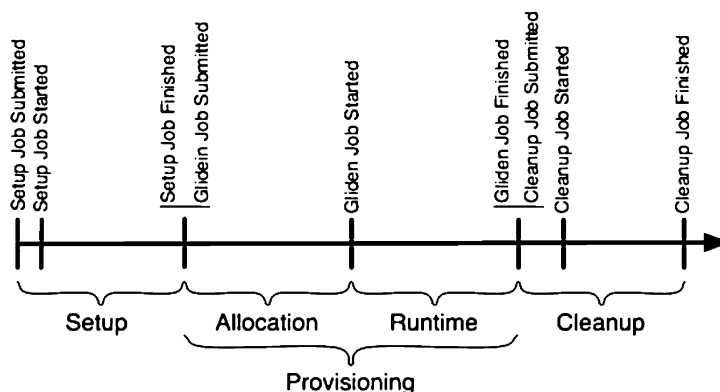 Setup Job Submitted
Setup Job Started
Setup Job Finished
Glidein Job Submitted
Gliden Job Started
Gliden Job Finished
Cleanup Job Submitted
Cleanup Job Started
Cleanup Job Finished
Setup
Allocation
Runtime
Cleanup
Provisioning